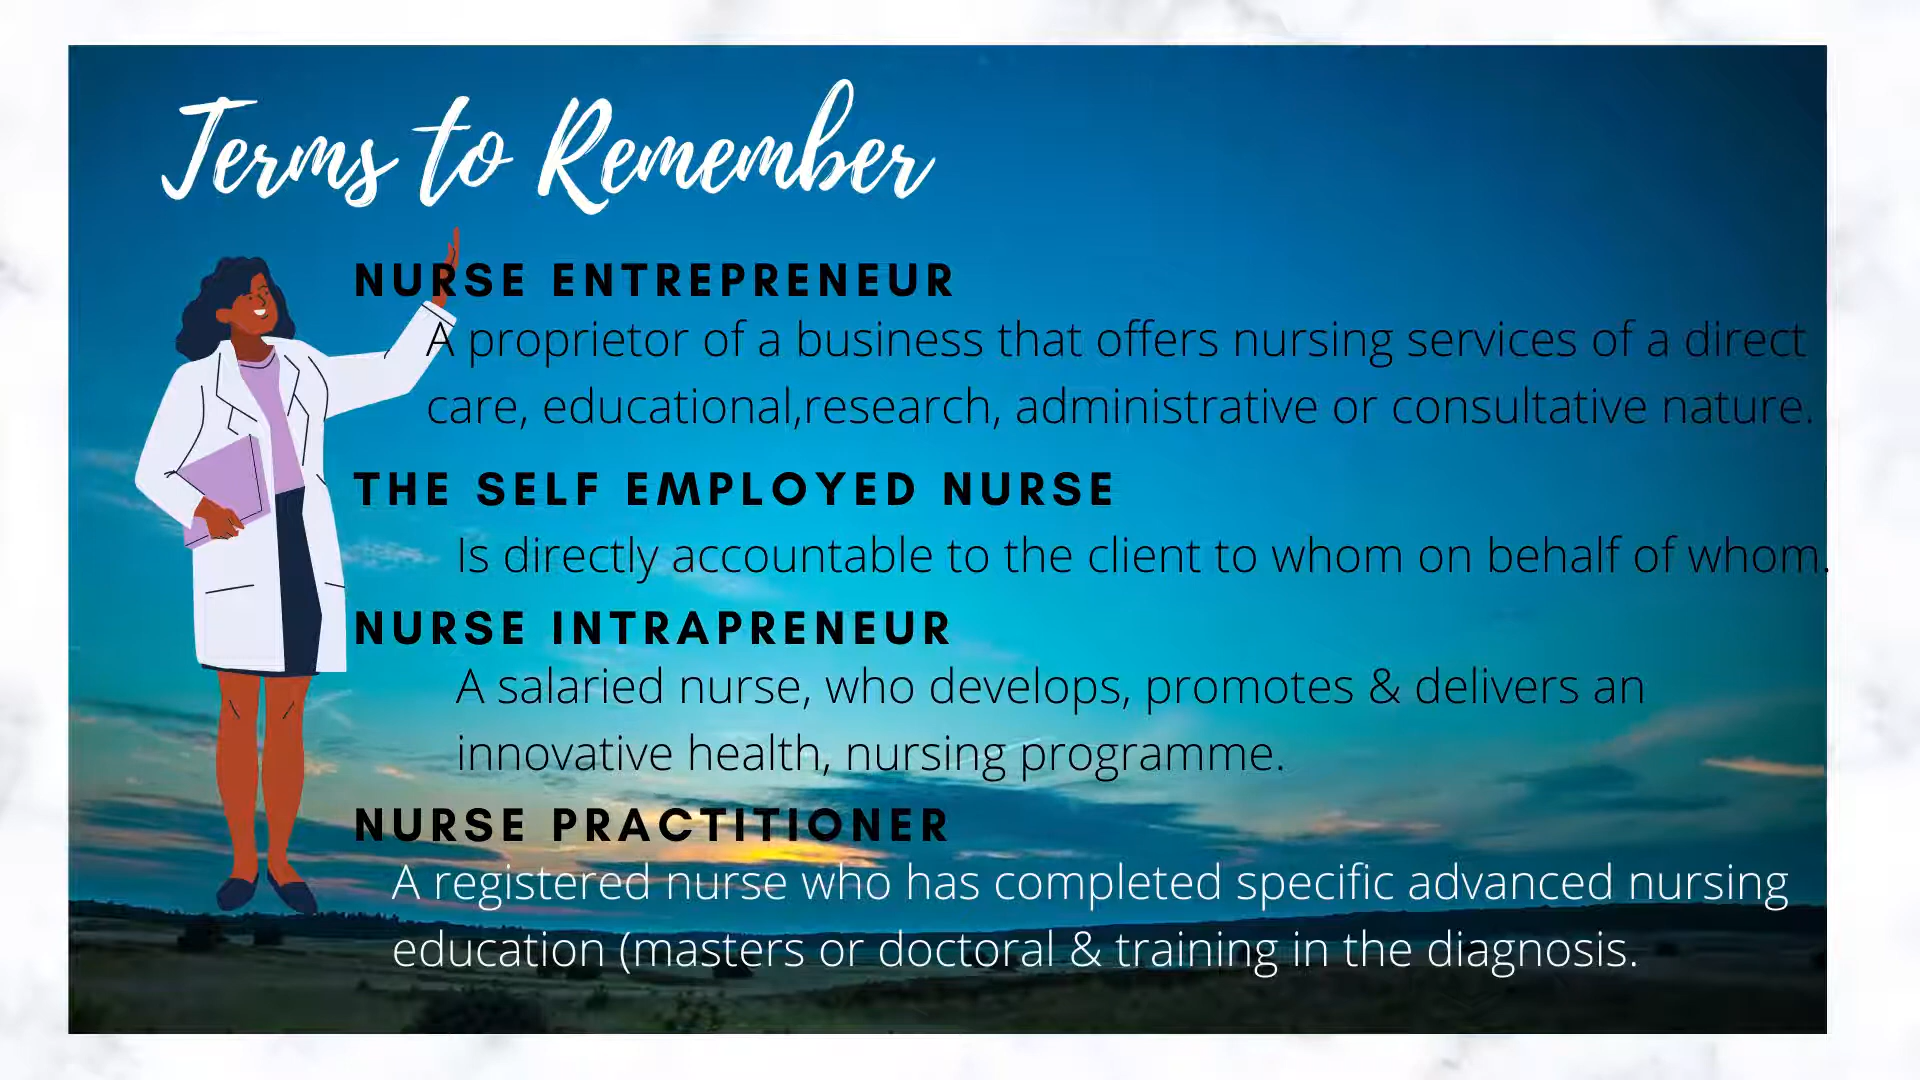 Terms to Remember
NURSE ENTREPRENEUR
A proprietor of a business that offers nursing services of a direct
care, educational,research, administrative or consultative nature.
THE SELF EMPLOYED NURSE
Is directly accountable to the client to whom on behalf of whom.
NURSE INTRAPRENEUR
A salaried nurse, who develops, promotes & delivers an
innovative health, nursing programme.
NURSE PRACTITIONER
A registered nurse who has completed specific advanced nursing
education (masters or doctoral & training in the diagnosis.